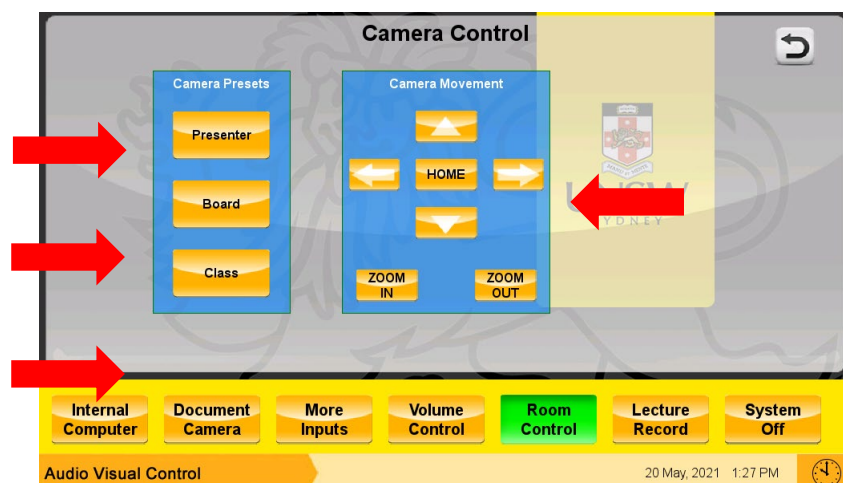 Camera Control
Camera Presets
Camera Movement
Presenter
HOME
Board
Class
ZOOM
IN
ZOOM
OUT
SYDNEY
Internal
Computer
Document
Camera
More
Inputs
Volume
Control
Room
Control
Lecture
Record
System
Off
Audio Visual Control
20 May, 2021 1:27 PM